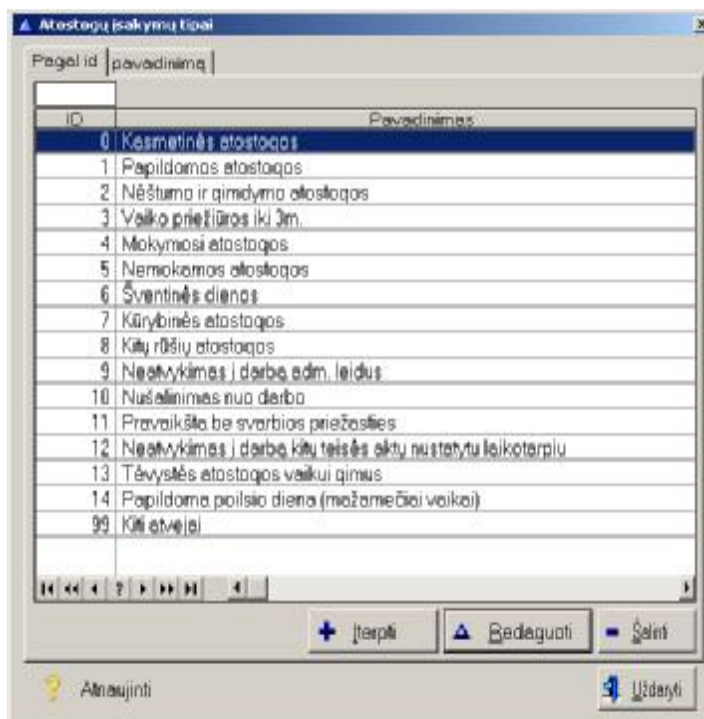 Atostogų įsakymų tipai
Pagal id pavadinimą
ID Pavadinimas
0 Kasmetinės atostogos
1 Papildomos atostogos
2 Nėštumo ir gimdymo atostogos
3 Vaiko priežiūros iki 3m.
4 Mokymosi atostogos
5 Nemokamos atostogos
6 Šventinės dienos
7 Kūrybinės atostogos
8 Kitų rūšių atostogos
9 Neatvykimas į darbą adm. leidus
10 Nušalinimas nuo darbo
11 Pravaikšta be svarbios priežasties
12 Neatvykimas į darbą kitu teisės aktų nustatytu laikotarpiu
13 Tėvystės atostogos vaikui gimus
14 Papildoma poilsio diena (mažamečiai vaikai)
99 Kiti atvejai
Įterpti Redaguoti Šalinti
Atnaujinti Uždaryti